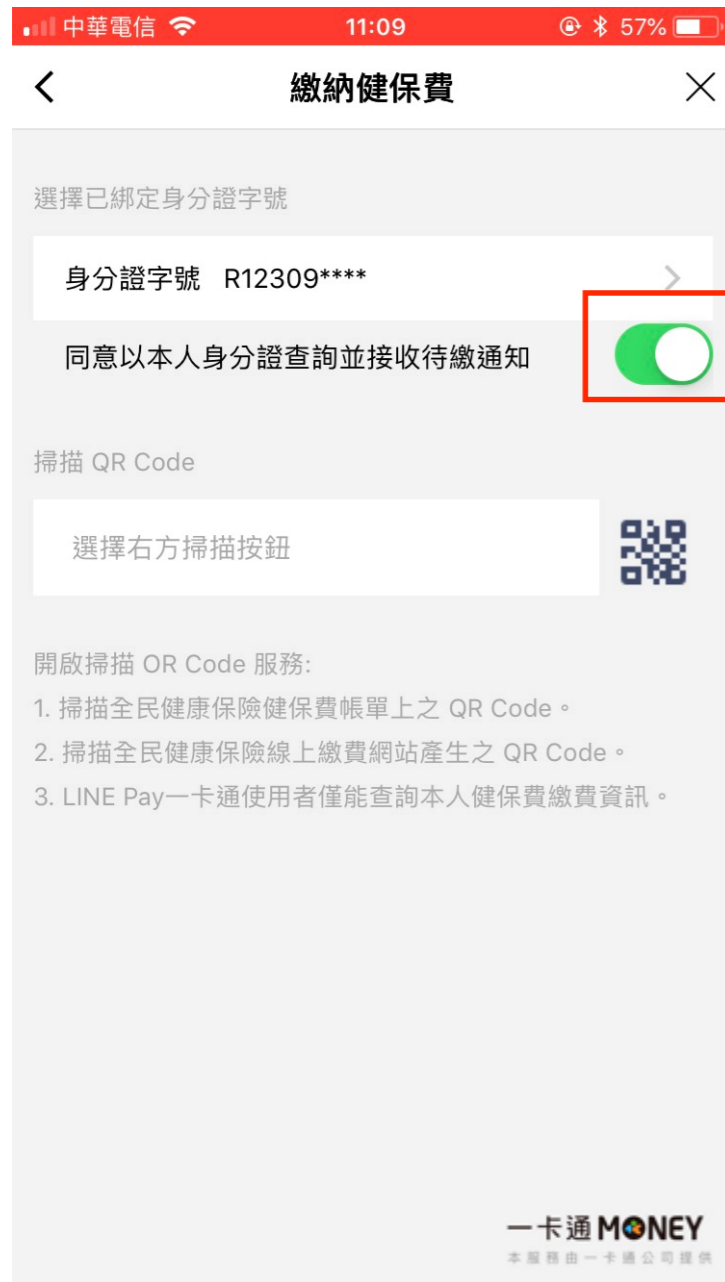 中華電信 11:09 57%
繳納健保費
選擇已綁定身分證字號
身分證字號 R12309****
同意以本人身分證查詢並接收待繳通知
掃描 QR Code
選擇右方掃描按鈕
開啟掃描 QR Code 服務:
1. 掃描全民健康保險健保費帳單上之 QR Code。
2. 掃描全民健康保險線上繳費網站產生之 QR Code。
3. LINE Pay一卡通使用者僅能查詢本人健保費繳費資訊。
一卡通 MONEY
本服務由一卡通公司提供